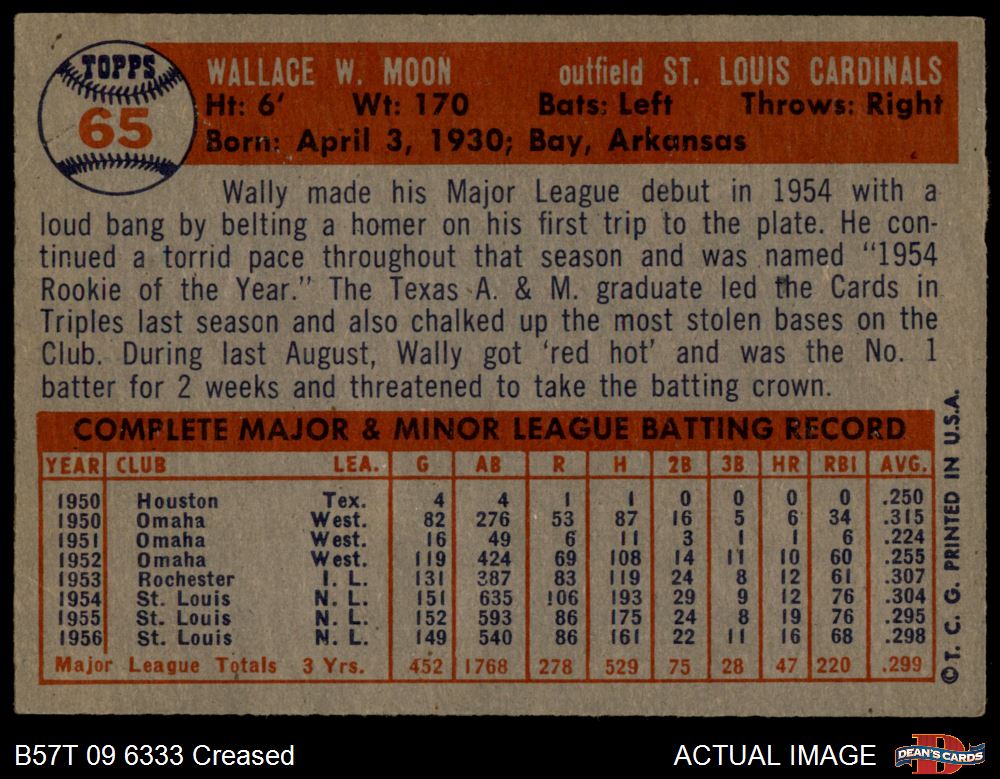 TOPPS
65
WALLACE W. MOON outfield ST. LOUIS CARDINALS
Ht: 6' Wt: 170 Bats: Left Throws: Right
Born: April 3, 1930; Bay, Arkansas
Wally made his Major League debut in 1954 with a
loud bang by belting a homer on his first trip to the plate. He con-
tinued a torrid pace throughout that season and was named "1954
Rookie of the Year." The Texas A. & M. graduate led the Cards in
Triples last season and also chalked up the most stolen bases on the
Club. During last August, Wally got 'red hot' and was the No. 1
batter for 2 weeks and threatened to take the batting crown.
COMPLETE MAJOR & MINOR LEAGUE BATTING RECORD
YEAR CLUB LEA. G AB R H 2B 3B HR RBI AVG.
1950 Houston Tex. 4 4 1 1 0 0 0 0 .250
1950 Omaha West. 82 276 53 87 16 5 6 34 .315
1951 Omaha West. 16 49 6 11 3 1 1 6 .224
1952 Omaha West. 119 424 69 108 14 11 10 60 .255
1953 Rochester I. L. 131 387 83 119 24 8 12 61 .307
1954 St. Louis N. L. 151 635 106 193 29 9 12 76 .304
1955 St. Louis N. L. 152 593 86 175 24 8 19 76 .295
1956 St. Louis N. L. 149 540 86 161 22 11 16 68 .298
Major League Totals 3 Yrs. 452 1768 278 529 75 28 47 220 .299
©T. C. G. PRINTED IN U.S.A.
B57T 09 6333 Creased ACTUAL IMAGE
DEAN'S CARDS